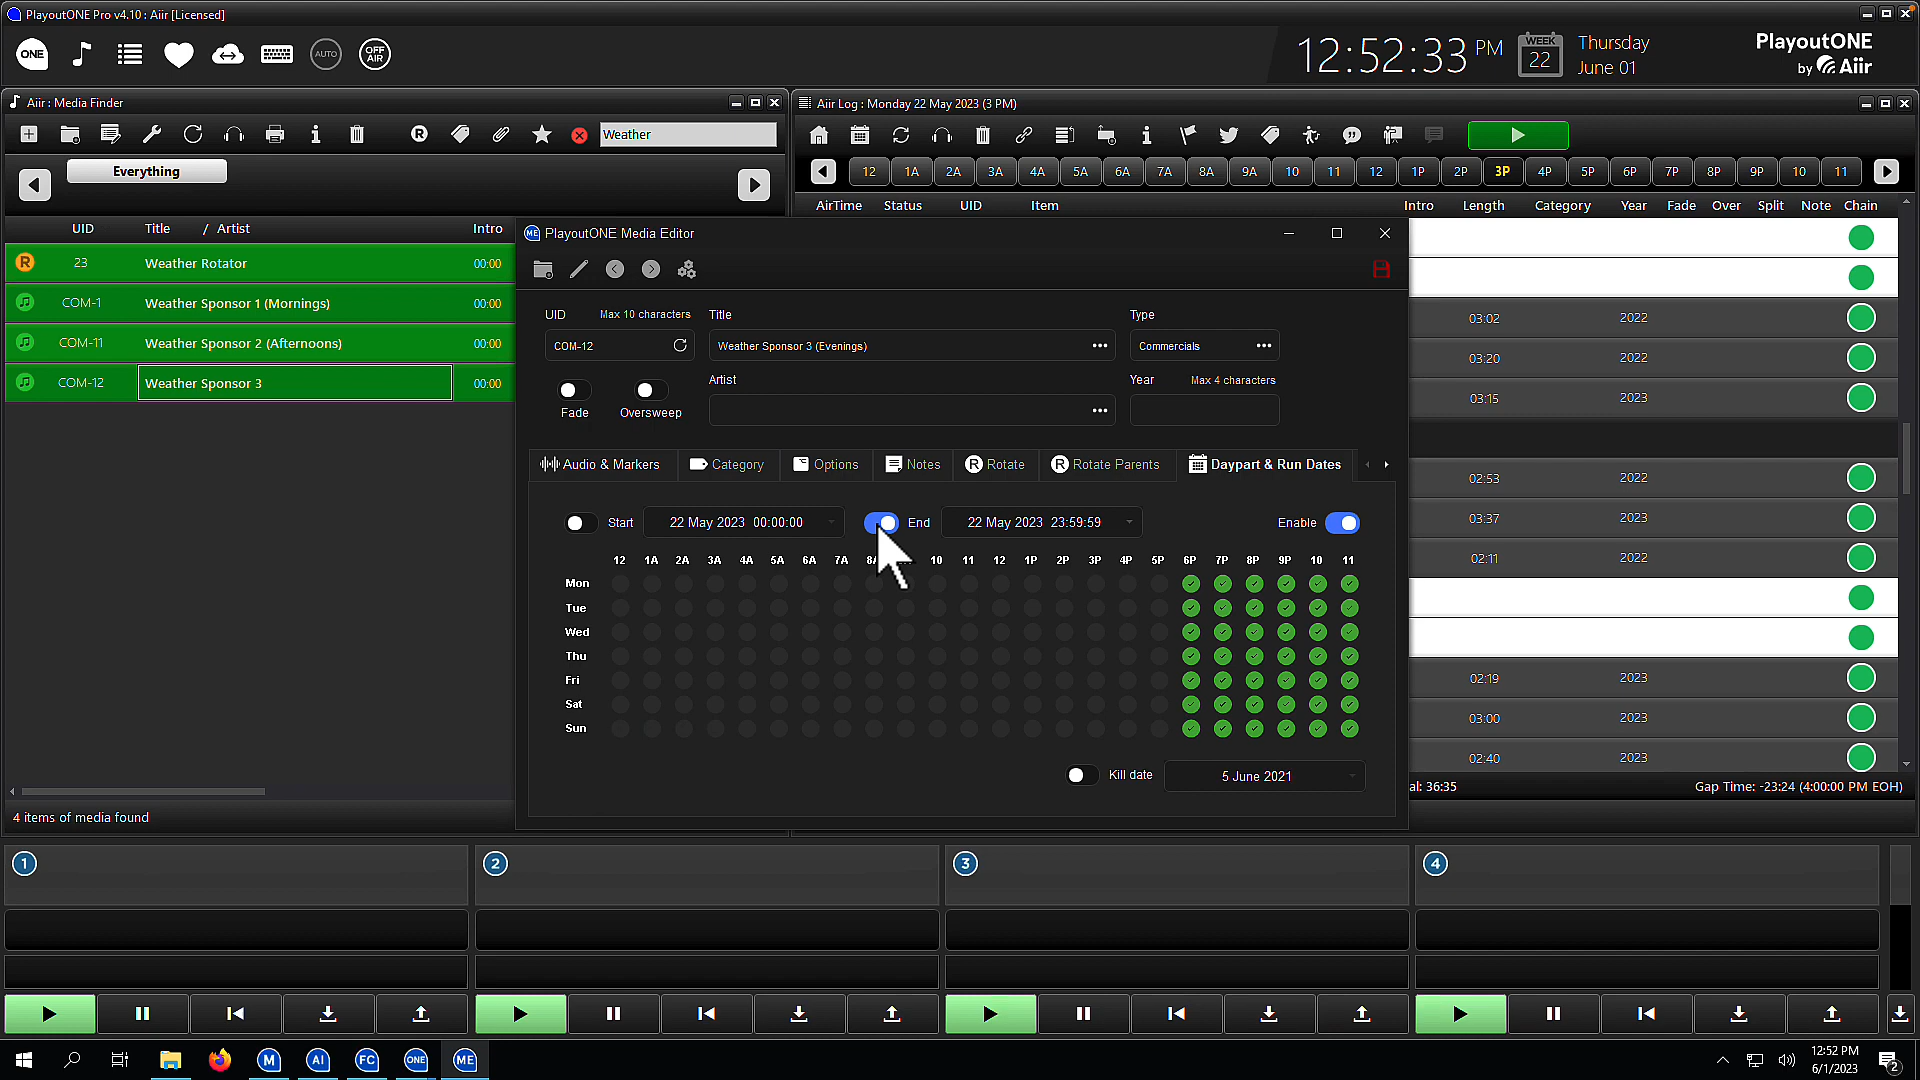 PlayoutONE Pro v4.10 : Aiir [Licensed]
ONE
AUTO
OFF AIR
12:52:33 PM
WEEK
22
Thursday
June 01
PlayoutONE
by Aiir
Aiir : Media Finder
R
Weather
Everything
UID Title / Artist Intro
R 23 Weather Rotator 00:00
COM-1 Weather Sponsor 1 (Mornings) 00:00
COM-11 Weather Sponsor 2 (Afternoons) 00:00
COM-12 Weather Sponsor 3 00:00
4 items of media found
Aiir Log : Monday 22 May 2023 (3 PM)
12 1A 2A 3A 4A 5A 6A 7A 8A 9A 10 11 12 1P 2P 3P 4P 5P 6P 7P 8P 9P 10 11
AirTime Status UID Item Intro Length Category Year Fade Over Split Note Chain
03:02 2022
03:20 2022
03:15 2023
02:53 2022
03:37 2023
02:11 2022
02:19 2023
03:00 2023
02:40 2023
al: 36:35
Gap Time: -23:24 (4:00:00 PM EOH)
ME PlayoutONE Media Editor
UID Max 10 characters Title Type
COM-12 Weather Sponsor 3 (Evenings) Commercials
Artist Year Max 4 characters
Fade Oversweep
Audio & Markers Category Options Notes R Rotate R Rotate Parents Daypart & Run Dates
Start 22 May 2023 00:00:00 End 22 May 2023 23:59:59 Enable
12 1A 2A 3A 4A 5A 6A 7A 10 11 12 1P 2P 3P 4P 5P 6P 7P 8P 9P 10 11
Mon
Tue
Wed
Thu
Fri
Sat
Sun
Kill date 5 June 2021
1 2 3 4
M AI FC ONE ME
12:52 PM
6/1/2023
2